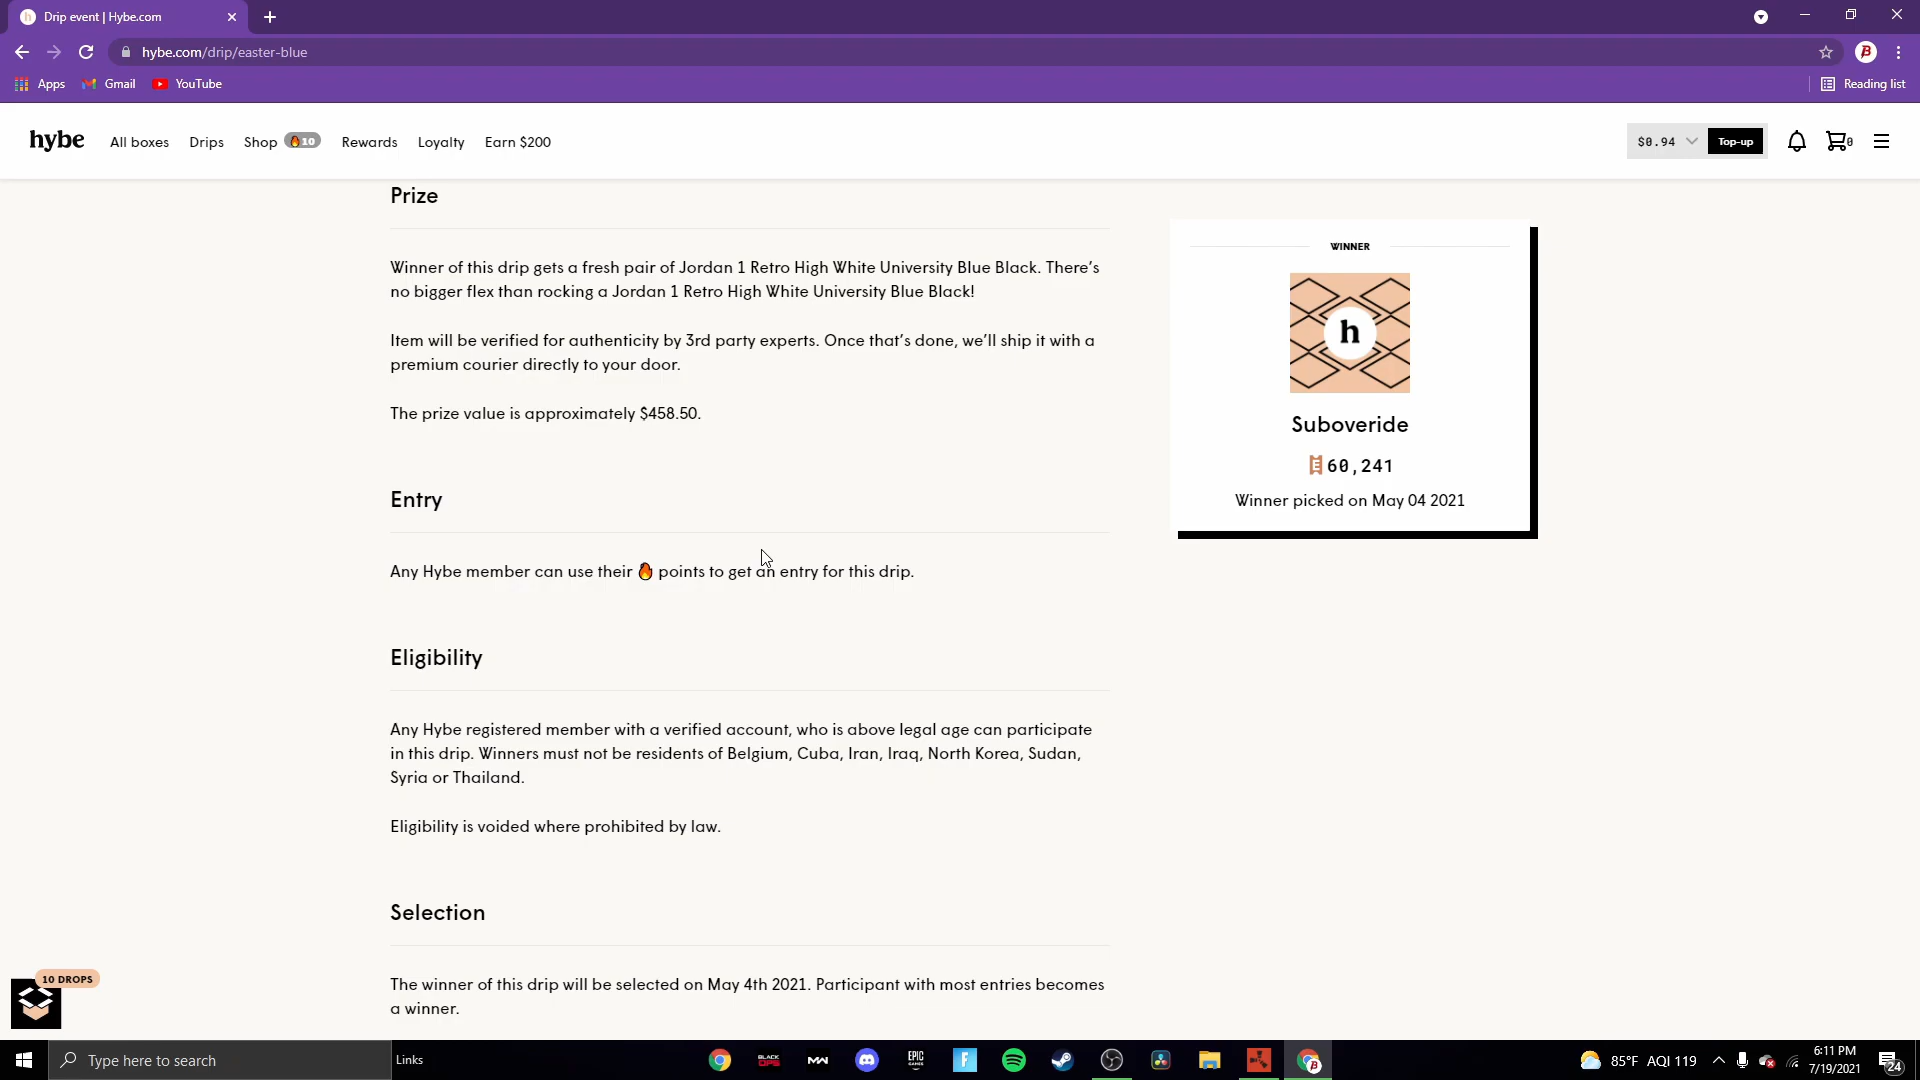 Drip event | Hybe.com
hybe.com/drip/easter-blue
Apps Gmail YouTube Reading list
hybe All boxes Drips Shop 🔥10 Rewards Loyalty Earn $200 $0.94 Top-up 0
Prize
Winner of this drip gets a fresh pair of Jordan 1 Retro High White University Blue Black. There's
no bigger flex than rocking a Jordan 1 Retro High White University Blue Black!
Item will be verified for authenticity by 3rd party experts. Once that's done, we'll ship it with a
premium courier directly to your door.
The prize value is approximately $458.50.
WINNER
h
Suboveride
60,241
Winner picked on May 04 2021
Entry
Any Hybe member can use their 🔥 points to get an entry for this drip.
Eligibility
Any Hybe registered member with a verified account, who is above legal age can participate
in this drip. Winners must not be residents of Belgium, Cuba, Iran, Iraq, North Korea, Sudan,
Syria or Thailand.
Eligibility is voided where prohibited by law.
Selection
The winner of this drip will be selected on May 4th 2021. Participant with most entries becomes
a winner.
10 DROPS
Type here to search Links BLACK OPS MW EPIC GAMES F 85°F AQI 119 6:11 PM
7/19/2021
24